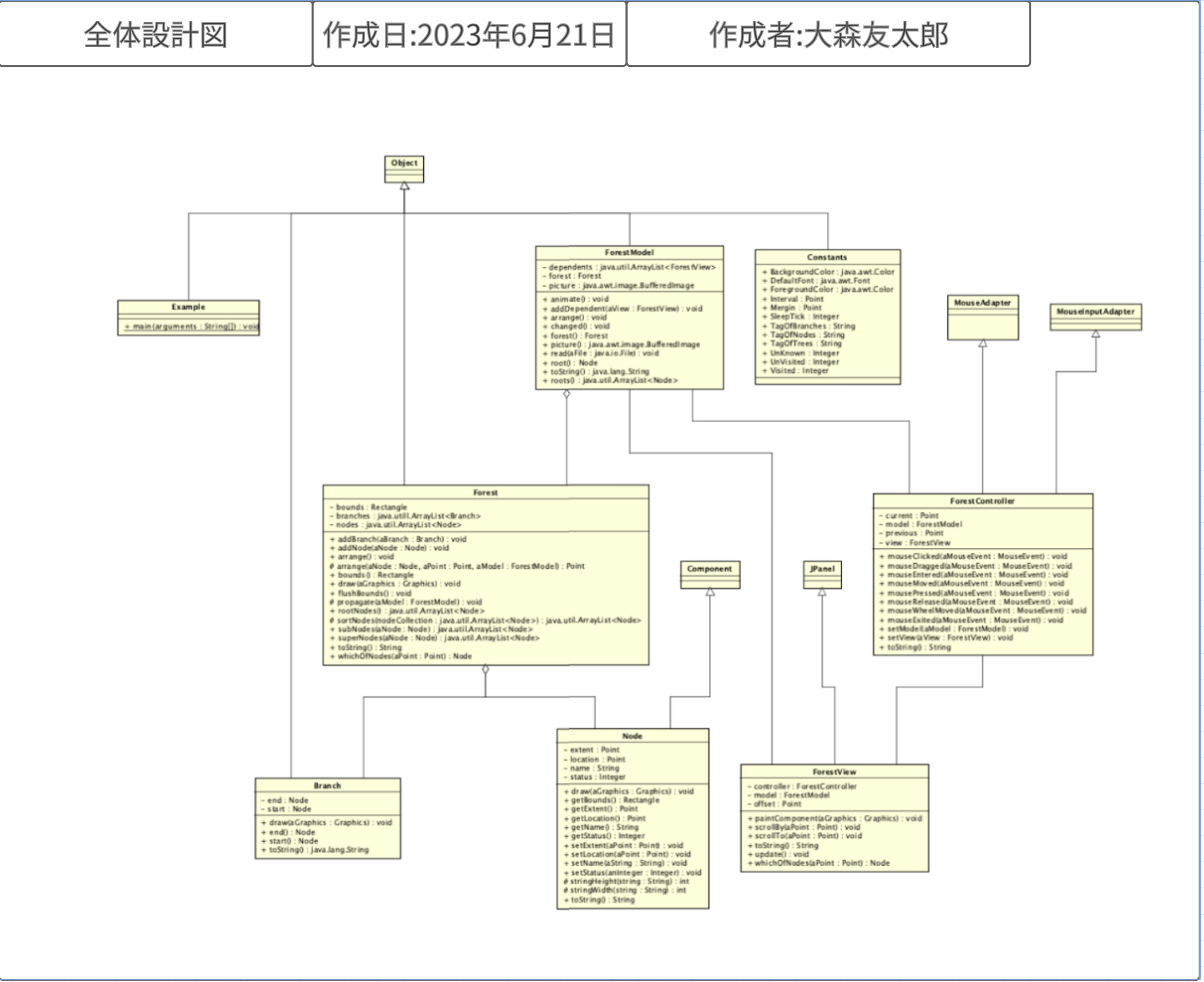 全体設計図
作成日:2023年6月21日
作成者:大森友太郎
Object
ForestModel
- dependents : java.util.ArrayList<ForestView>
- forest : Forest
- picture : java.awt.image.BufferedImage
+ animate() : void
+ addDependent(aView : ForestView) : void
+ arrange() : void
+ changed() : void
+ forest() : Forest
+ picture() : java.awt.image.BufferedImage
+ read(aFile : java.io.File) : void
+ root() : Node
+ toString() : java.lang.String
+ roots() : java.util.ArrayList<Node>
Constants
+ BackgroundColor : java.awt.Color
+ DefaultFont : java.awt.Font
+ ForegroundColor : java.awt.Color
+ Interval : Point
+ Mergin : Point
+ SleepTick : Integer
+ TagOfBranches : String
+ TagOfNodes : String
+ TagOfTrees : String
+ UnKnown : Integer
+ UnVisited : Integer
+ Visited : Integer
Example
+ main(arguments : String[]) : void
MouseAdapter
MouseInputAdapter
Forest
- bounds : Rectangle
- branches : java.utill.ArrayList<Branch>
- nodes : java.util.ArrayList<Node>
+ addBranch(aBranch : Branch) : void
+ addNode(aNode : Node) : void
+ arrange() : void
# arrange(aNode : Node, aPoint : Point, aModel : ForestModel) : Point
+ bounds() : Rectangle
+ draw(aGraphics : Graphics) : void
+ flushBounds() : void
# propagate(aModel : ForestModel) : void
+ rootNodes() : java.util.ArrayList<Node>
# sortNodes(nodeCollection : java.util.ArrayList<Node>) : java.util.ArrayList<Node>
+ subNodes(aNode : Node) : java.util.ArrayList<Node>
+ superNodes(aNode : Node) : java.util.ArrayList<Node>
+ toString() : String
+ whichOfNodes(aPoint : Point) : Node
ForestController
- current : Point
- model : ForestModel
- previous : Point
- view : ForestView
+ mouseClicked(aMouseEvent : MouseEvent) : void
+ mouseDragged(aMouseEvent : MouseEvent) : void
+ mouseEntered(aMouseEvent : MouseEvent) : void
+ mouseMoved(aMouseEvent : MouseEvent) : void
+ mousePressed(aMouseEvent : MouseEvent) : void
+ mouseReleased(aMouseEvent : MouseEvent) : void
+ mouseWheelMoved(aMouseEvent : MouseEvent) : void
+ mouseExited(aMouseEvent : MouseEvent) : void
+ setModel(aModel : ForestModel) : void
+ setView(aView : ForestView) : void
+ toString() : String
Component
JPanel
Branch
- end : Node
- start : Node
+ draw(aGraphics : Graphics) : void
+ end() : Node
+ start() : Node
+ toString() : java.lang.String
Node
- extent : Point
- location : Point
- name : String
- status : Integer
+ draw(aGraphics : Graphics) : void
+ getBounds() : Rectangle
+ getExtent() : Point
+ getLocation() : Point
+ getName() : String
+ getStatus() : Integer
+ setExtent(aPoint : Point) : void
+ setLocation(aPoint : Point) : void
+ setName(aString : String) : void
+ setStatus(anInteger : Integer) : void
# stringHeight(string : String) : int
# stringWidth(string : String) : int
+ toString() : String
ForestView
- controller : ForestController
- model : ForestModel
- offset : Point
+ paintComponent(aGraphics : Graphics) : void
+ scrollBy(aPoint : Point) : void
+ scrollTo(aPoint : Point) : void
+ toString() : String
+ update() : void
+ whichOfNodes(aPoint : Point) : Node